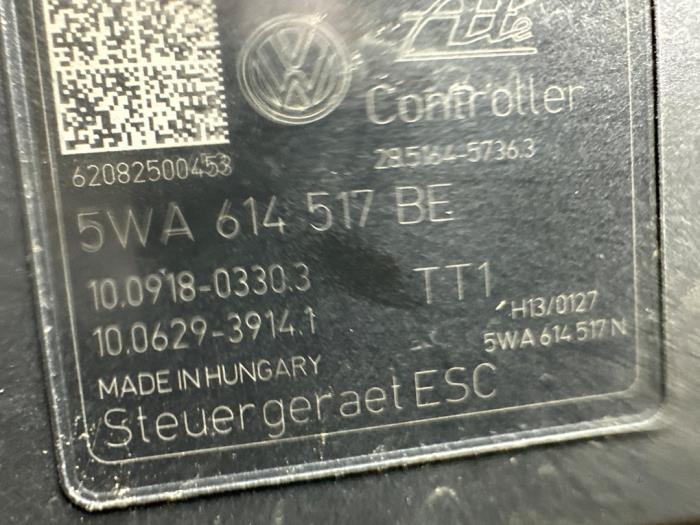 Ate
Controller
62082500453
28.5164-5736.3
5WA 614 517 BE
10.0918-0330.3
TT1
10.0629-3914.1
H13/0127
5WA 614 517 N
MADE IN HUNGARY
Steuergeraet ESC